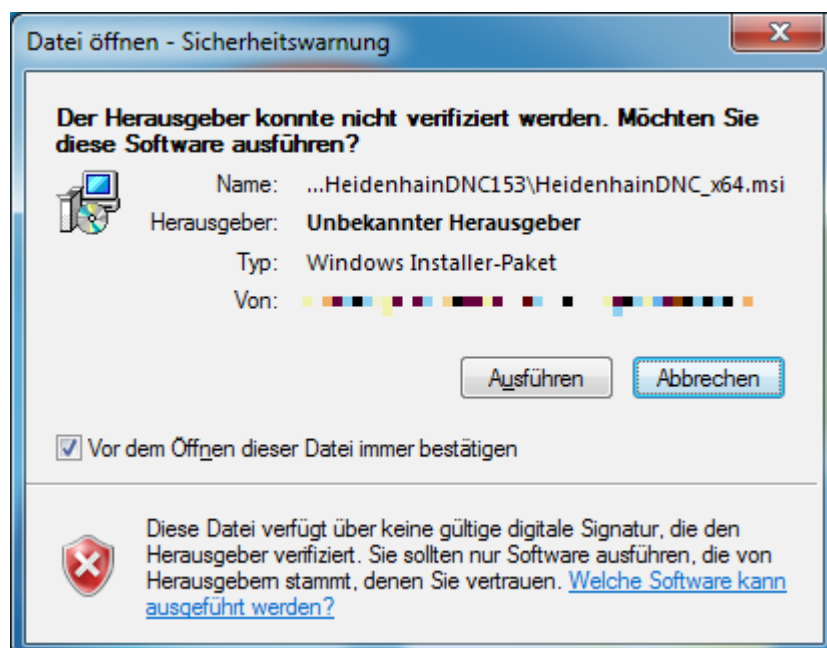 Datei öffnen - Sicherheitswarnung
Der Herausgeber konnte nicht verifiziert werden. Möchten Sie
diese Software ausführen?
Name: ...HeidenhainDNC153\HeidenhainDNC_x64.msi
Herausgeber: Unbekannter Herausgeber
Typ: Windows Installer-Paket
Von:
Ausführen Abbrechen
Vor dem Öffnen dieser Datei immer bestätigen
Diese Datei verfügt über keine gültige digitale Signatur, die den
Herausgeber verifiziert. Sie sollten nur Software ausführen, die von
Herausgebern stammt, denen Sie vertrauen. Welche Software kann
ausgeführt werden?